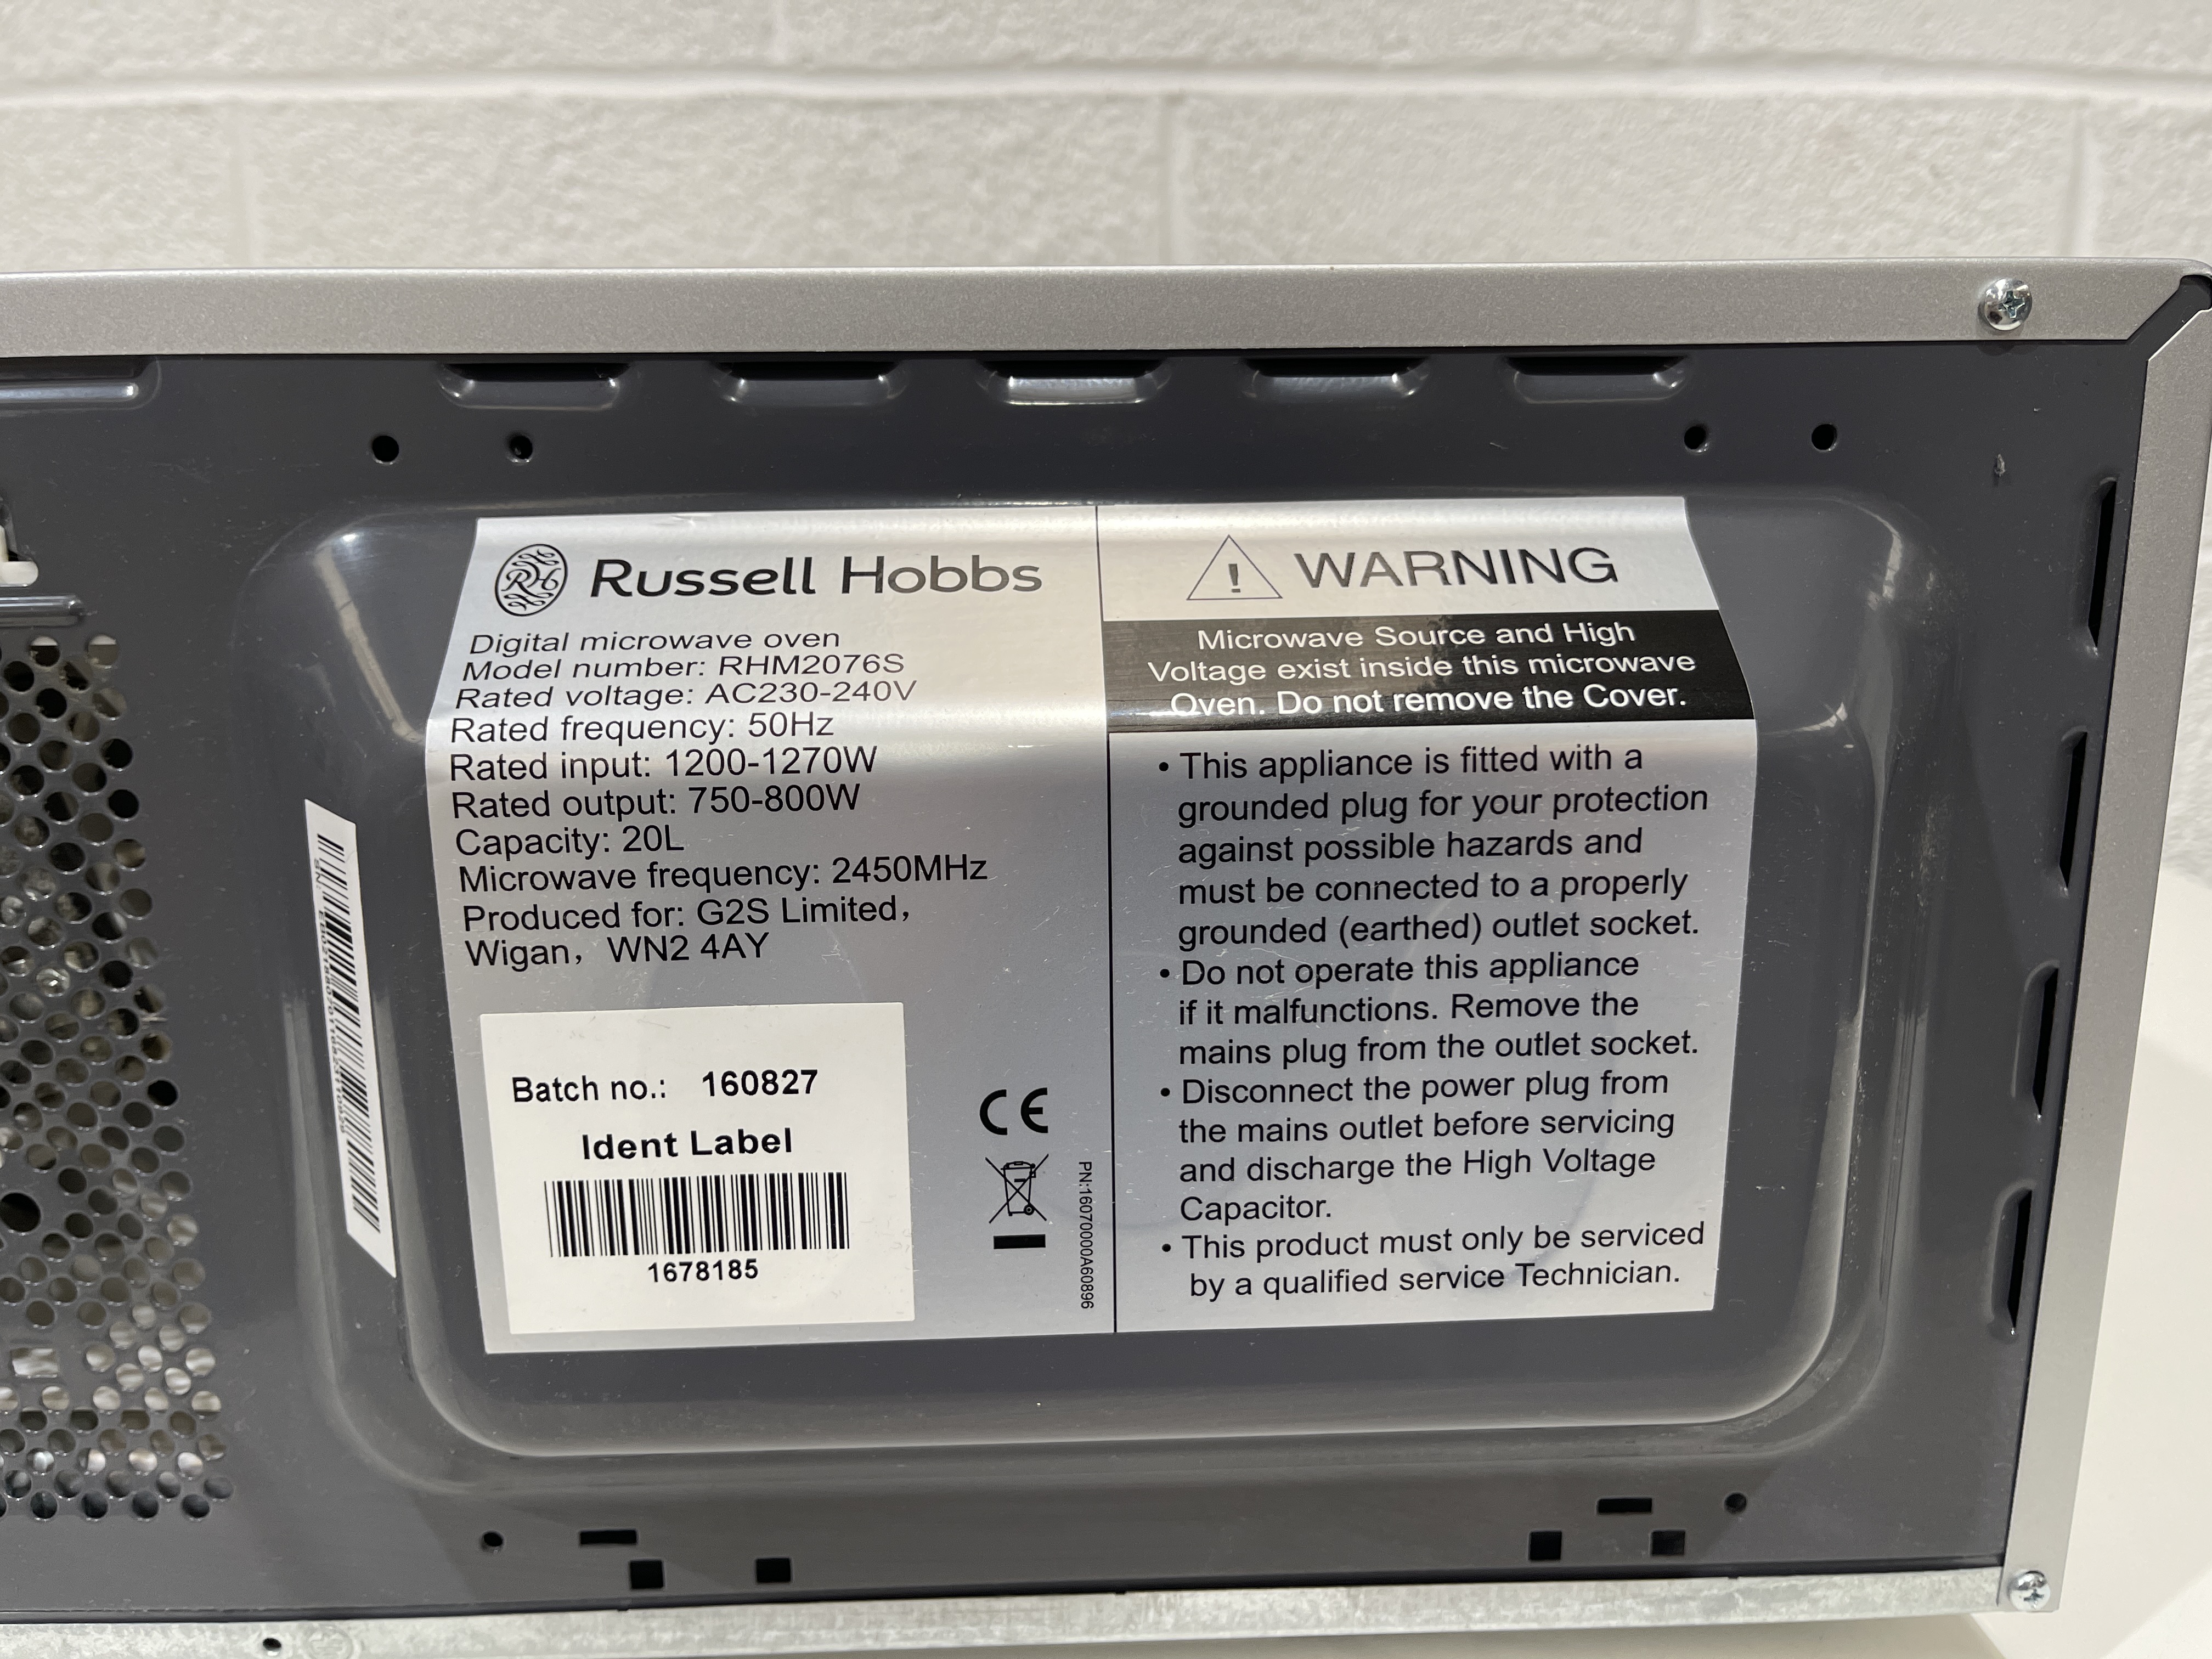 RH Russell Hobbs
Digital microwave oven
Model number: RHM2076S
Rated voltage: AC230-240V
Rated frequency: 50Hz
Rated input: 1200-1270W
Rated output: 750-800W
Capacity: 20L
Microwave frequency: 2450MHz
Produced for: G2S Limited,
Wigan, WN2 4AY
Batch no.: 160827
Ident Label
1678185
CE
PN:16070000A60896
! WARNING
Microwave Source and High
Voltage exist inside this microwave
Oven. Do not remove the Cover.
• This appliance is fitted with a
grounded plug for your protection
against possible hazards and
must be connected to a properly
grounded (earthed) outlet socket.
• Do not operate this appliance
if it malfunctions. Remove the
mains plug from the outlet socket.
• Disconnect the power plug from
the mains outlet before servicing
and discharge the High Voltage
Capacitor.
• This product must only be serviced
by a qualified service Technician.